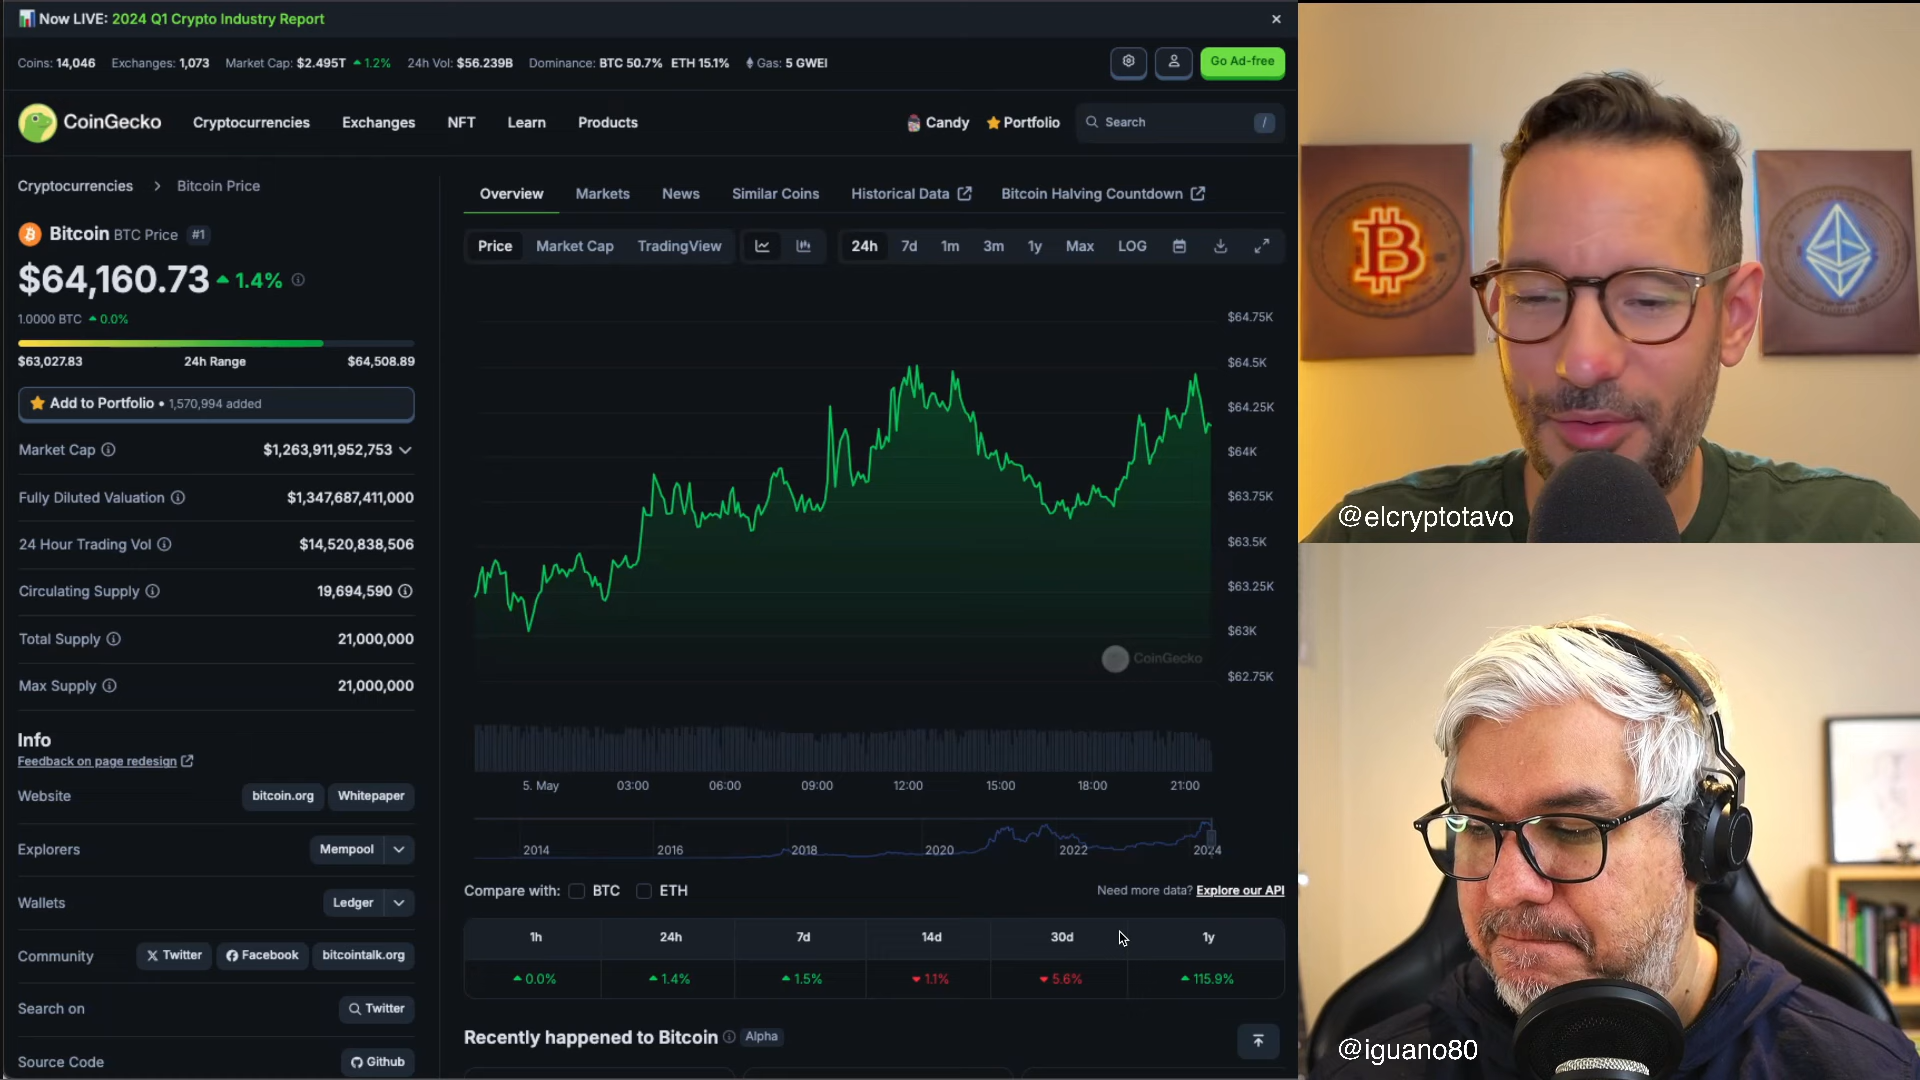 Now LIVE: 2024 Q1 Crypto Industry Report
Coins: 14,046 Exchanges: 1,073 Market Cap: $2.495T 1.2% 24h Vol: $56.239B Dominance: BTC 50.7% ETH 15.1% Gas: 5 GWEI
Go Ad-free
CoinGecko Cryptocurrencies Exchanges NFT Learn Products Candy Portfolio Search /
Cryptocurrencies > Bitcoin Price
Bitcoin BTC Price #1
$64,160.73 1.4%
1.0000 BTC 0.0%
$63,027.83 24h Range $64,508.89
Add to Portfolio • 1,570,994 added
Market Cap $1,263,911,952,753
Fully Diluted Valuation $1,347,687,411,000
24 Hour Trading Vol $14,520,838,506
Circulating Supply 19,694,590
Total Supply 21,000,000
Max Supply 21,000,000
Info
Feedback on page redesign
Website bitcoin.org Whitepaper
Explorers Mempool
Wallets Ledger
Community Twitter Facebook bitcointalk.org
Search on Twitter
Source Code Github
Overview Markets News Similar Coins Historical Data Bitcoin Halving Countdown
Price Market Cap TradingView 24h 7d 1m 3m 1y Max LOG
$64.75K
$64.5K
$64.25K
$64K
$63.75K
$63.5K
$63.25K
$63K
$62.75K
CoinGecko
5. May 03:00 06:00 09:00 12:00 15:00 18:00 21:00
2014 2016 2018 2020 2022 2024
Compare with: BTC ETH Need more data? Explore our API
1h 24h 7d 14d 30d 1y
0.0% 1.4% 1.5% 1.1% 5.6% 115.9%
Recently happened to Bitcoin Alpha
@elcryptotavo
@iguano80